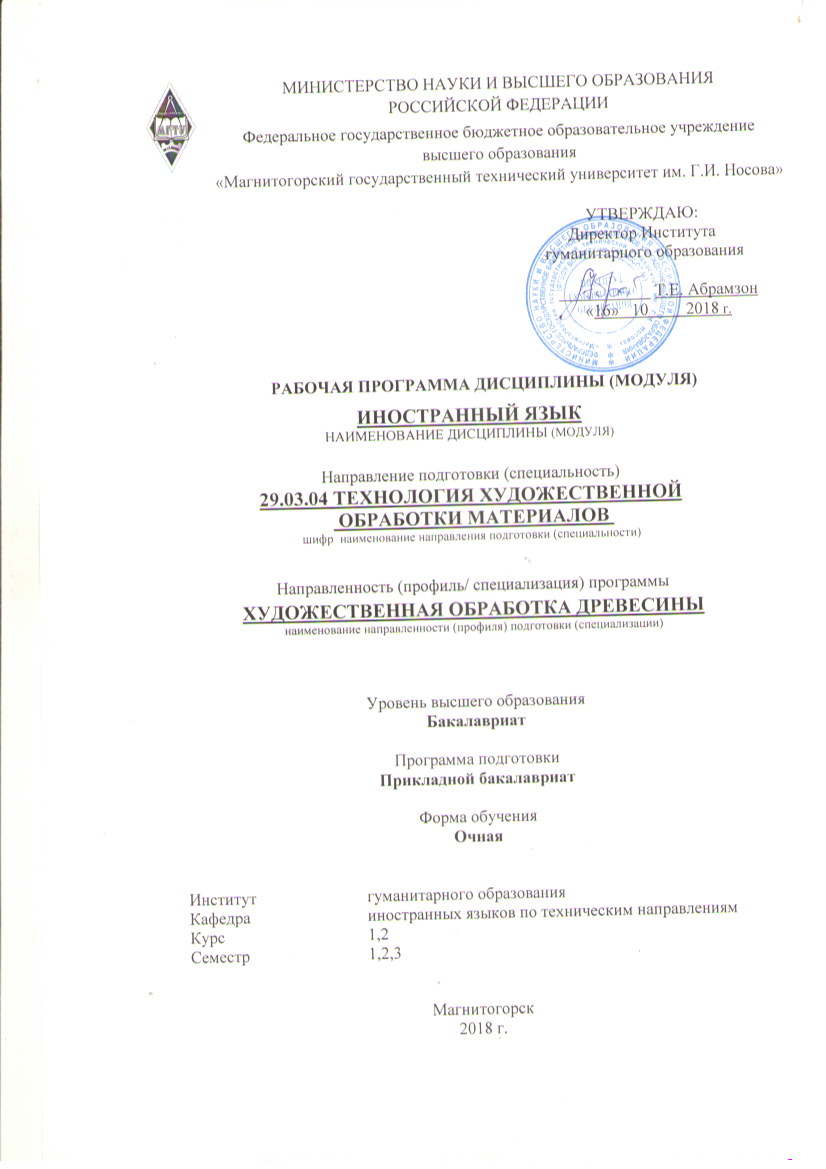 МИНИСТЕРСТВО НАУКИ И ВЫСШЕГО ОБРАЗОВАНИЯ
РОССИЙСКОЙ ФЕДЕРАЦИИ
Федеральное государственное бюджетное образовательное учреждение
высшего образования
«Магнитогорский государственный технический университет им. Г.И. Носова»
МГТУ
УТВЕРЖДАЮ:
Директор Института
гуманитарного образования
Т.Е. Абрамзон
«16» 10 2018 г.
РАБОЧАЯ ПРОГРАММА ДИСЦИПЛИНЫ (МОДУЛЯ)
ИНОСТРАННЫЙ ЯЗЫК
НАИМЕНОВАНИЕ ДИСЦИПЛИНЫ (МОДУЛЯ)
Направление подготовки (специальность)
29.03.04 ТЕХНОЛОГИЯ ХУДОЖЕСТВЕННОЙ
ОБРАБОТКИ МАТЕРИАЛОВ
шифр наименование направления подготовки (специальности)
Направленность (профиль/ специализация) программы
ХУДОЖЕСТВЕННАЯ ОБРАБОТКА ДРЕВЕСИНЫ
наименование направленности (профиля) подготовки (специализации)
Уровень высшего образования
Бакалавриат
Программа подготовки
Прикладной бакалавриат
Форма обучения
Очная
Институт гуманитарного образования
Кафедра иностранных языков по техническим направлениям
Курс 1,2
Семестр 1,2,3
Магнитогорск
2018 г.